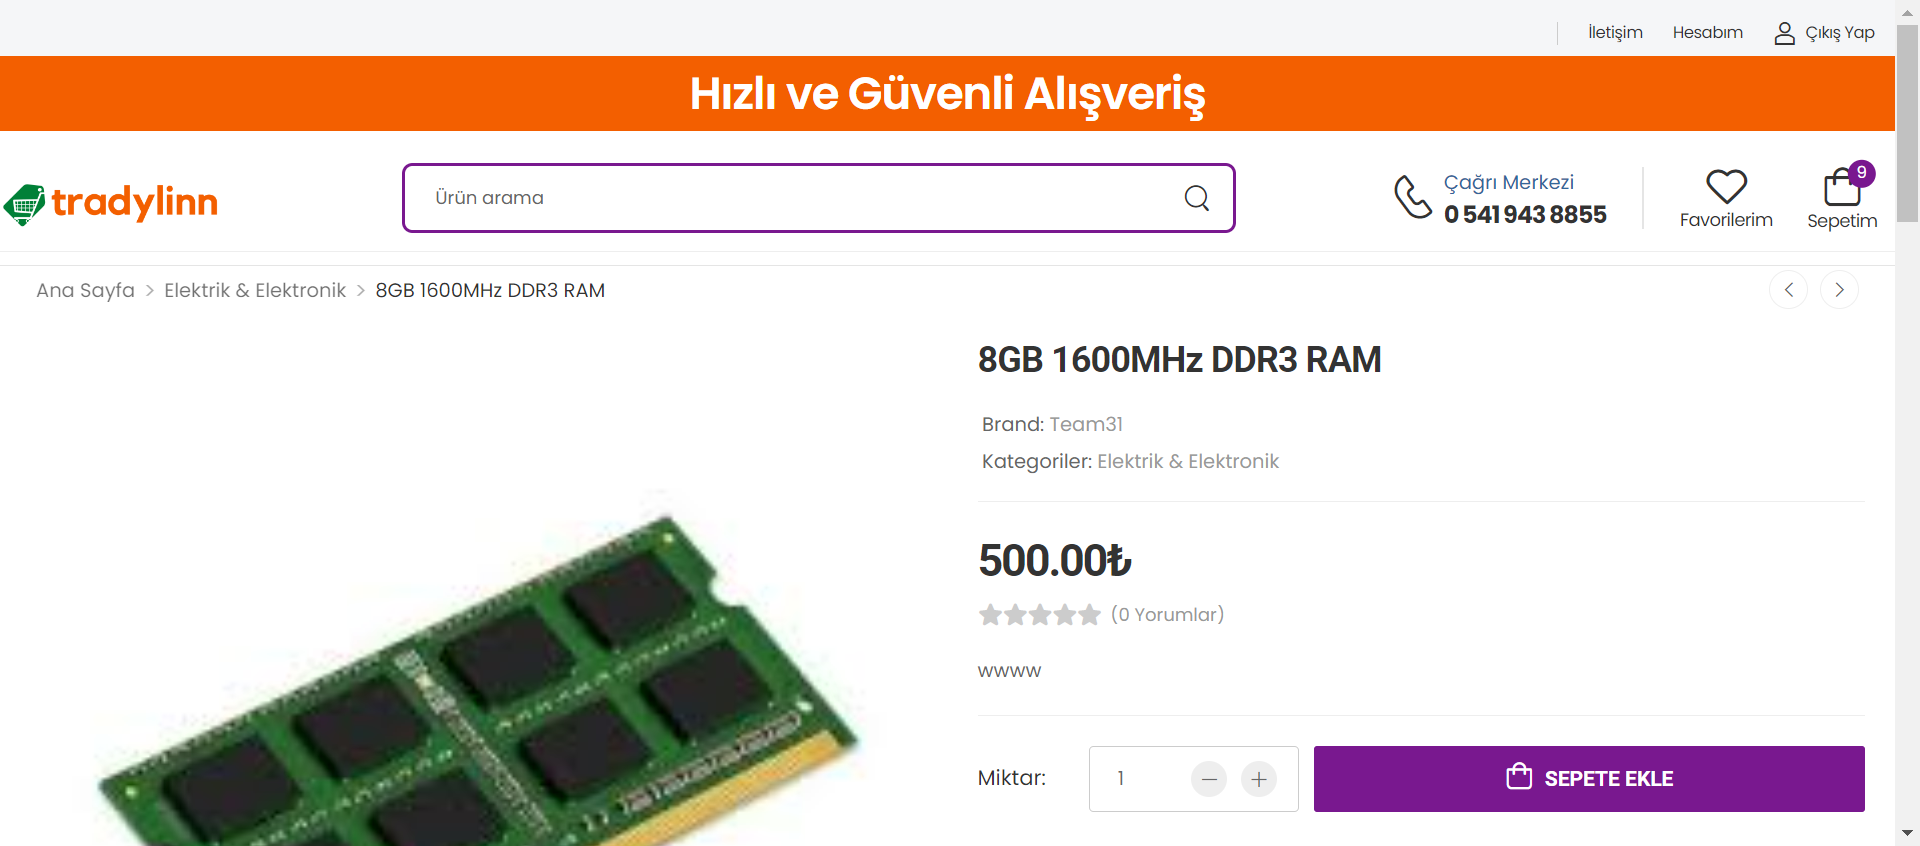 İletişim Hesabım Çıkış Yap
Hızlı ve Güvenli Alışveriş
tradylinn
Ürün arama
Çağrı Merkezi
0 541 943 8855
Favorilerim
9
Sepetim
Ana Sayfa > Elektrik & Elektronik > 8GB 1600MHz DDR3 RAM
8GB 1600MHz DDR3 RAM
Brand: Team31
Kategoriler: Elektrik & Elektronik
500.00₺
(0 Yorumlar)
wwww
Miktar: 1 SEPETE EKLE